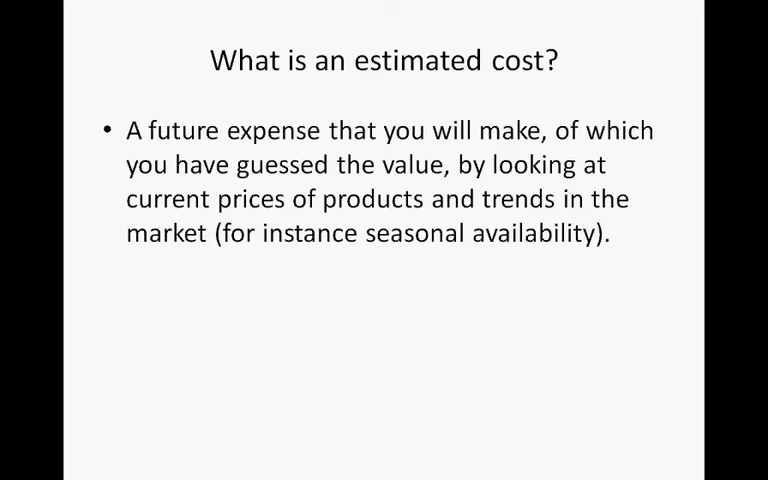 What is an estimated cost?
• A future expense that you will make, of which
you have guessed the value, by looking at
current prices of products and trends in the
market (for instance seasonal availability).